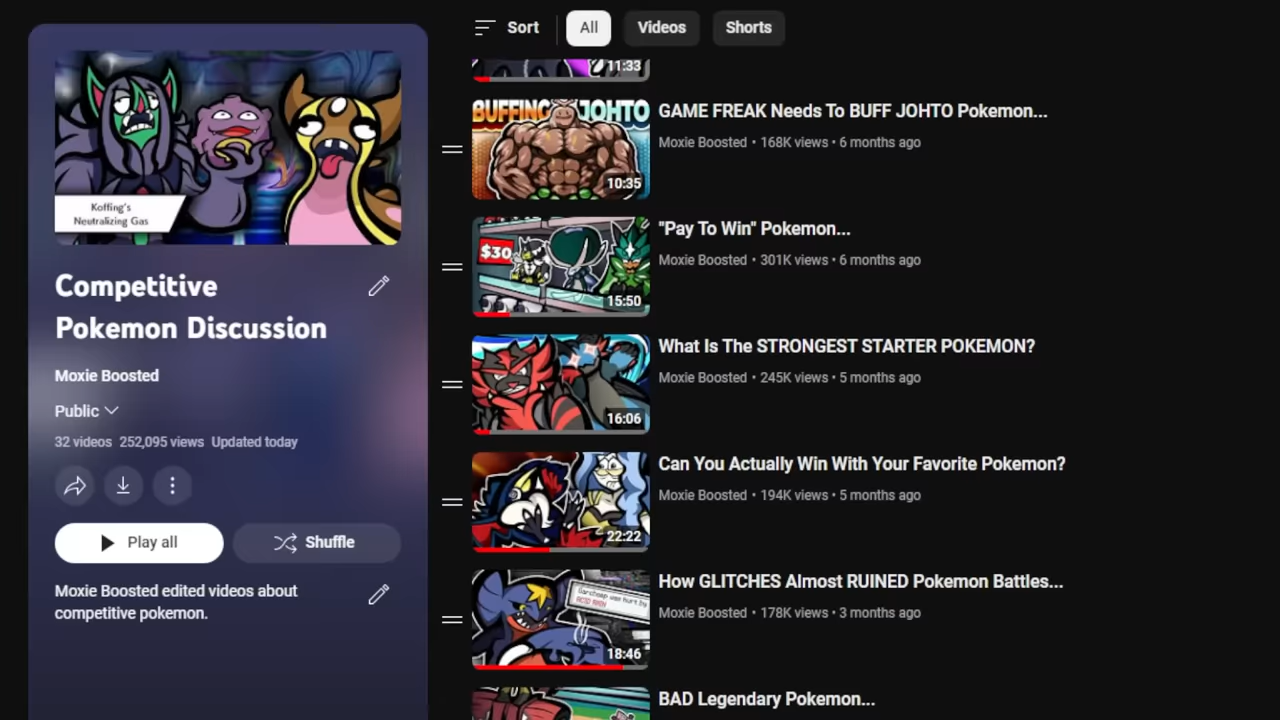 Koffing's
Neutralizing Gas
Competitive
Pokemon Discussion
Moxie Boosted
Public
32 videos 252,095 views Updated today
Play all
Shuffle
Moxie Boosted edited videos about
competitive pokemon.
Sort
All
Videos
Shorts
11:33
BUFFING JOHTO
10:35
GAME FREAK Needs To BUFF JOHTO Pokemon...
Moxie Boosted • 168K views • 6 months ago
$30
15:50
"Pay To Win" Pokemon...
Moxie Boosted • 301K views • 6 months ago
16:06
What Is The STRONGEST STARTER POKEMON?
Moxie Boosted • 245K views • 5 months ago
22:22
Can You Actually Win With Your Favorite Pokemon?
Moxie Boosted • 194K views • 5 months ago
Garchomp was hurt by
ACID RAIN
18:46
How GLITCHES Almost RUINED Pokemon Battles...
Moxie Boosted • 178K views • 3 months ago
BAD Legendary Pokemon...